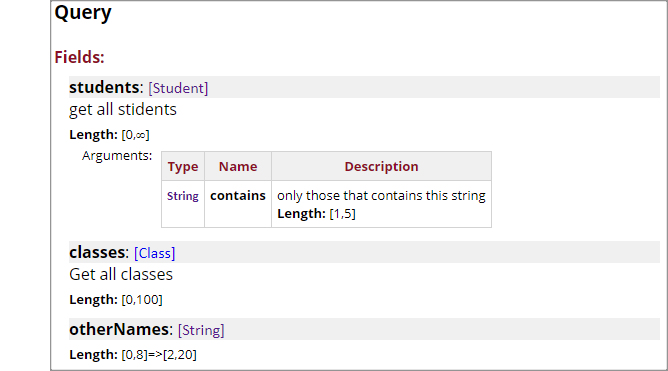 Query
Fields:
students: [Student]
get all stidents
Length: [0,∞]
Arguments:
Type Name Description
String contains only those that contains this string
Length: [1,5]
classes: [Class]
Get all classes
Length: [0,100]
otherNames: [String]
Length: [0,8]=>[2,20]